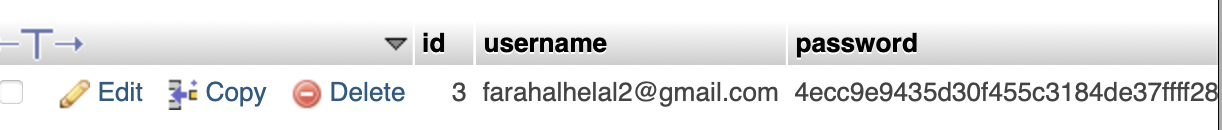 id username password
Edit Copy Delete 3 farahalhelal2@gmail.com 4ecc9e9435d30f455c3184de37ffff28